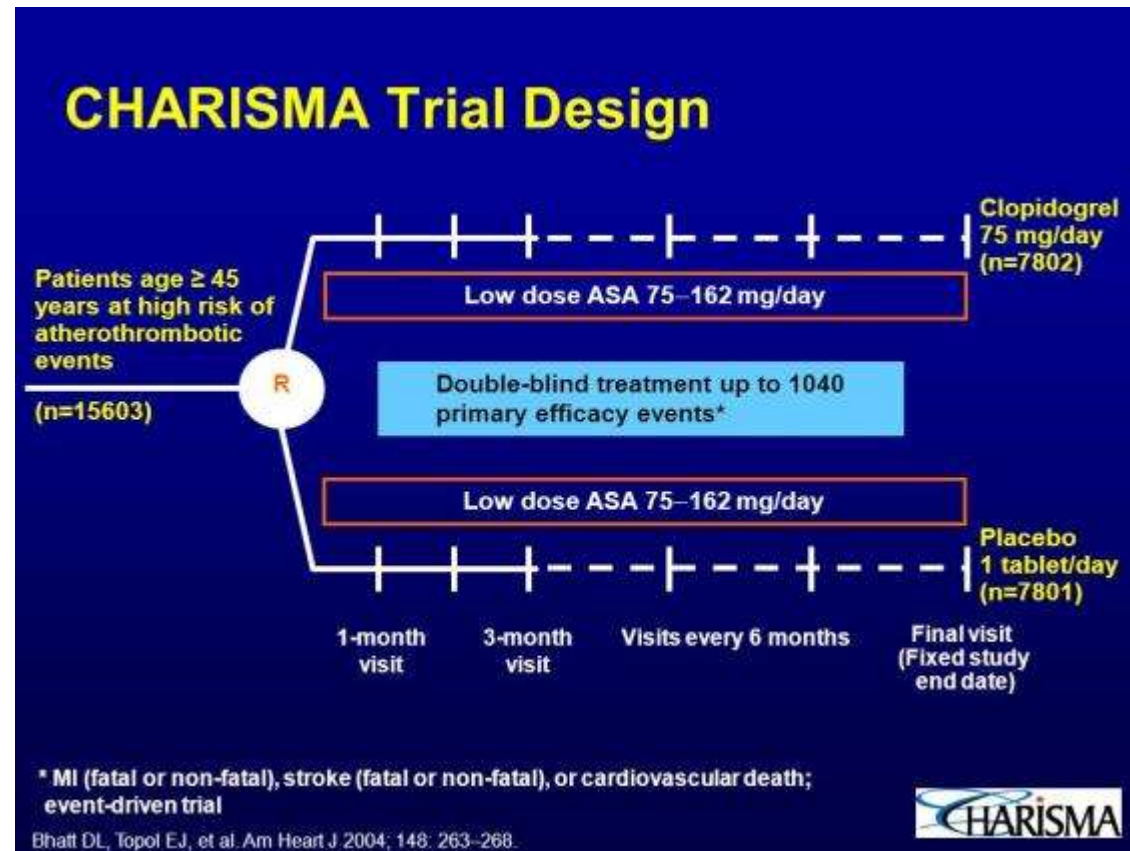 CHARISMA Trial Design
Patients age ≥ 45
years at high risk of
atherothrombotic
events
(n=15603)
R
Clopidogrel
75 mg/day
(n=7802)
Low dose ASA 75–162 mg/day
Double-blind treatment up to 1040
primary efficacy events*
Low dose ASA 75–162 mg/day
Placebo
1 tablet/day
(n=7801)
1-month
visit
3-month
visit
Visits every 6 months
Final visit
(Fixed study
end date)
* MI (fatal or non-fatal), stroke (fatal or non-fatal), or cardiovascular death;
event-driven trial
Bhatt DL, Topol EJ, et al. Am Heart J 2004; 148: 263–268.
CHARISMA